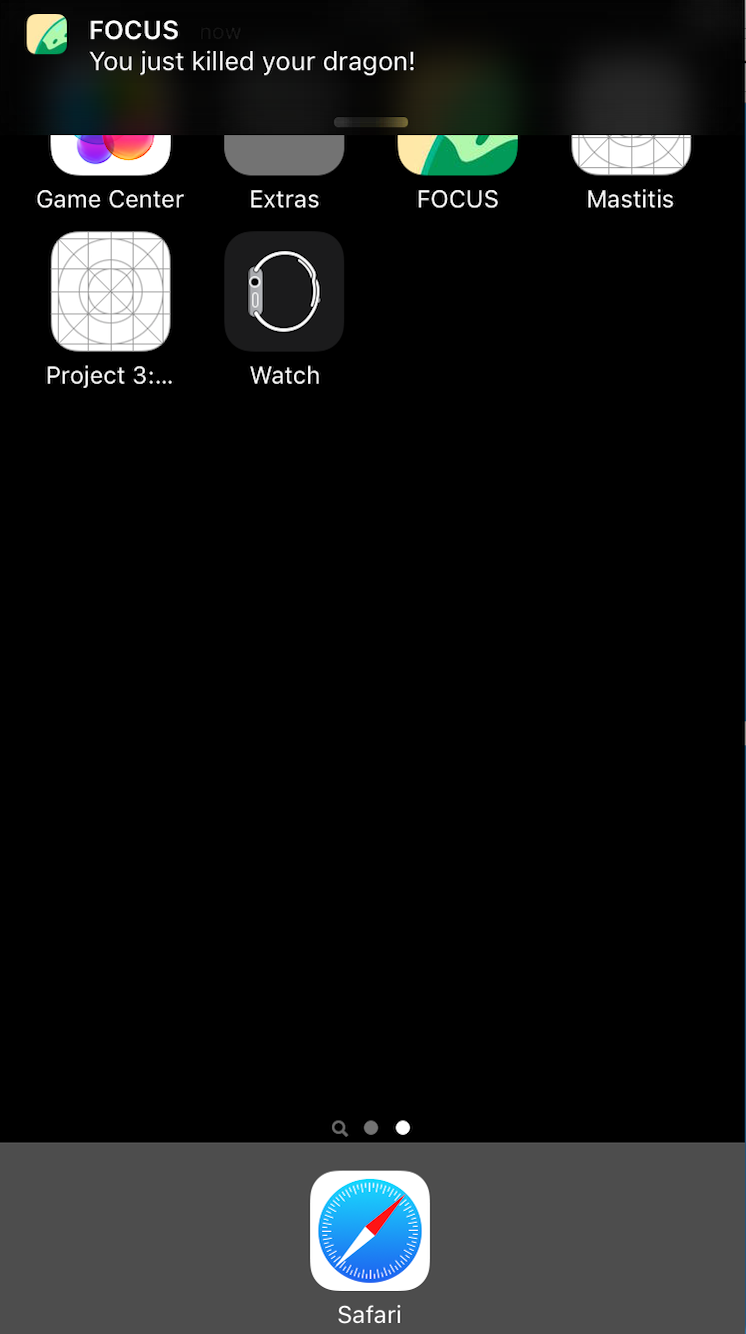 FOCUS now
You just killed your dragon!
Game Center Extras FOCUS Mastitis
Project 3:... Watch
Safari